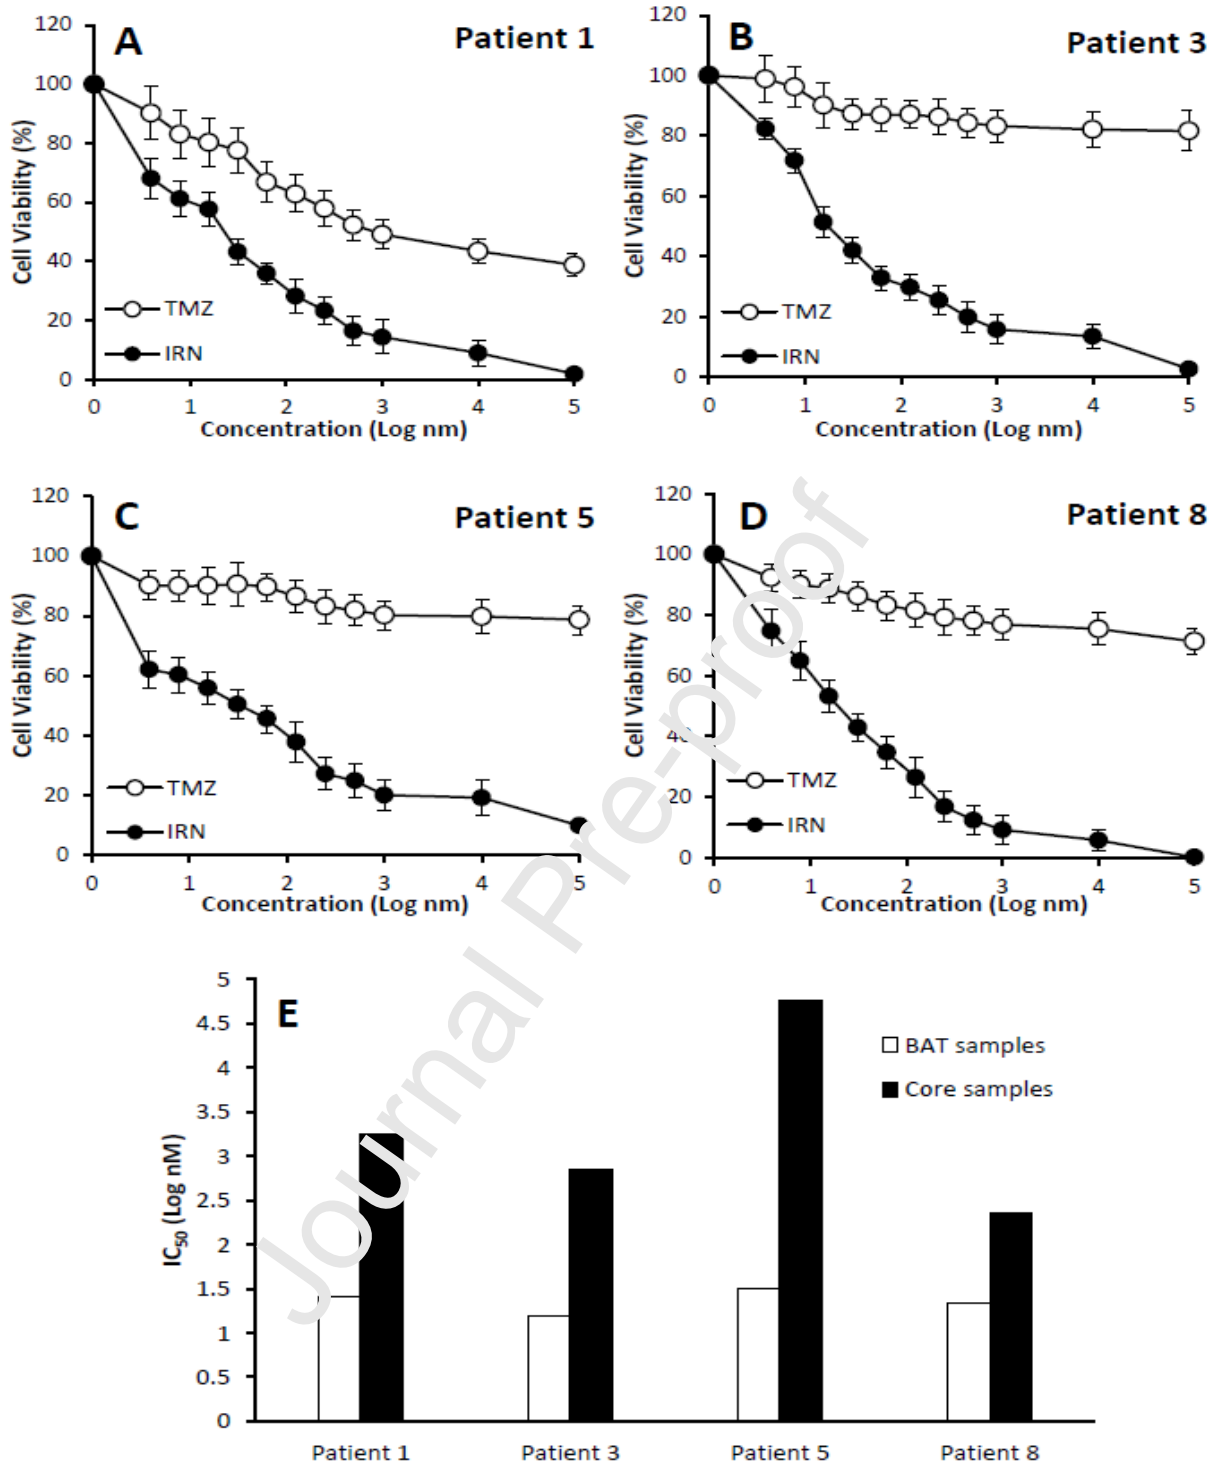 A
Patient 1
120
100
80
60
40
20
0
Cell Viability (%)
TMZ
IRN
0 1 2 3 4 5
Concentration (Log nm)
B
Patient 3
120
100
80
60
40
20
0
Cell Viability (%)
TMZ
IRN
0 1 2 3 4 5
Concentration (Log nm)
C
Patient 5
120
100
80
60
40
20
0
Cell Viability (%)
TMZ
IRN
0 1 2 3 4 5
Concentration (Log nm)
D
Patient 8
120
100
80
60
40
20
0
Cell Viability (%)
TMZ
IRN
0 1 2 3 4 5
Concentration (Log nm)
E
5
4.5
4
3.5
3
2.5
2
1.5
1
0.5
0
IC50 (Log nM)
BAT samples
Core samples
Patient 1 Patient 3 Patient 5 Patient 8
Journal Pre-proof